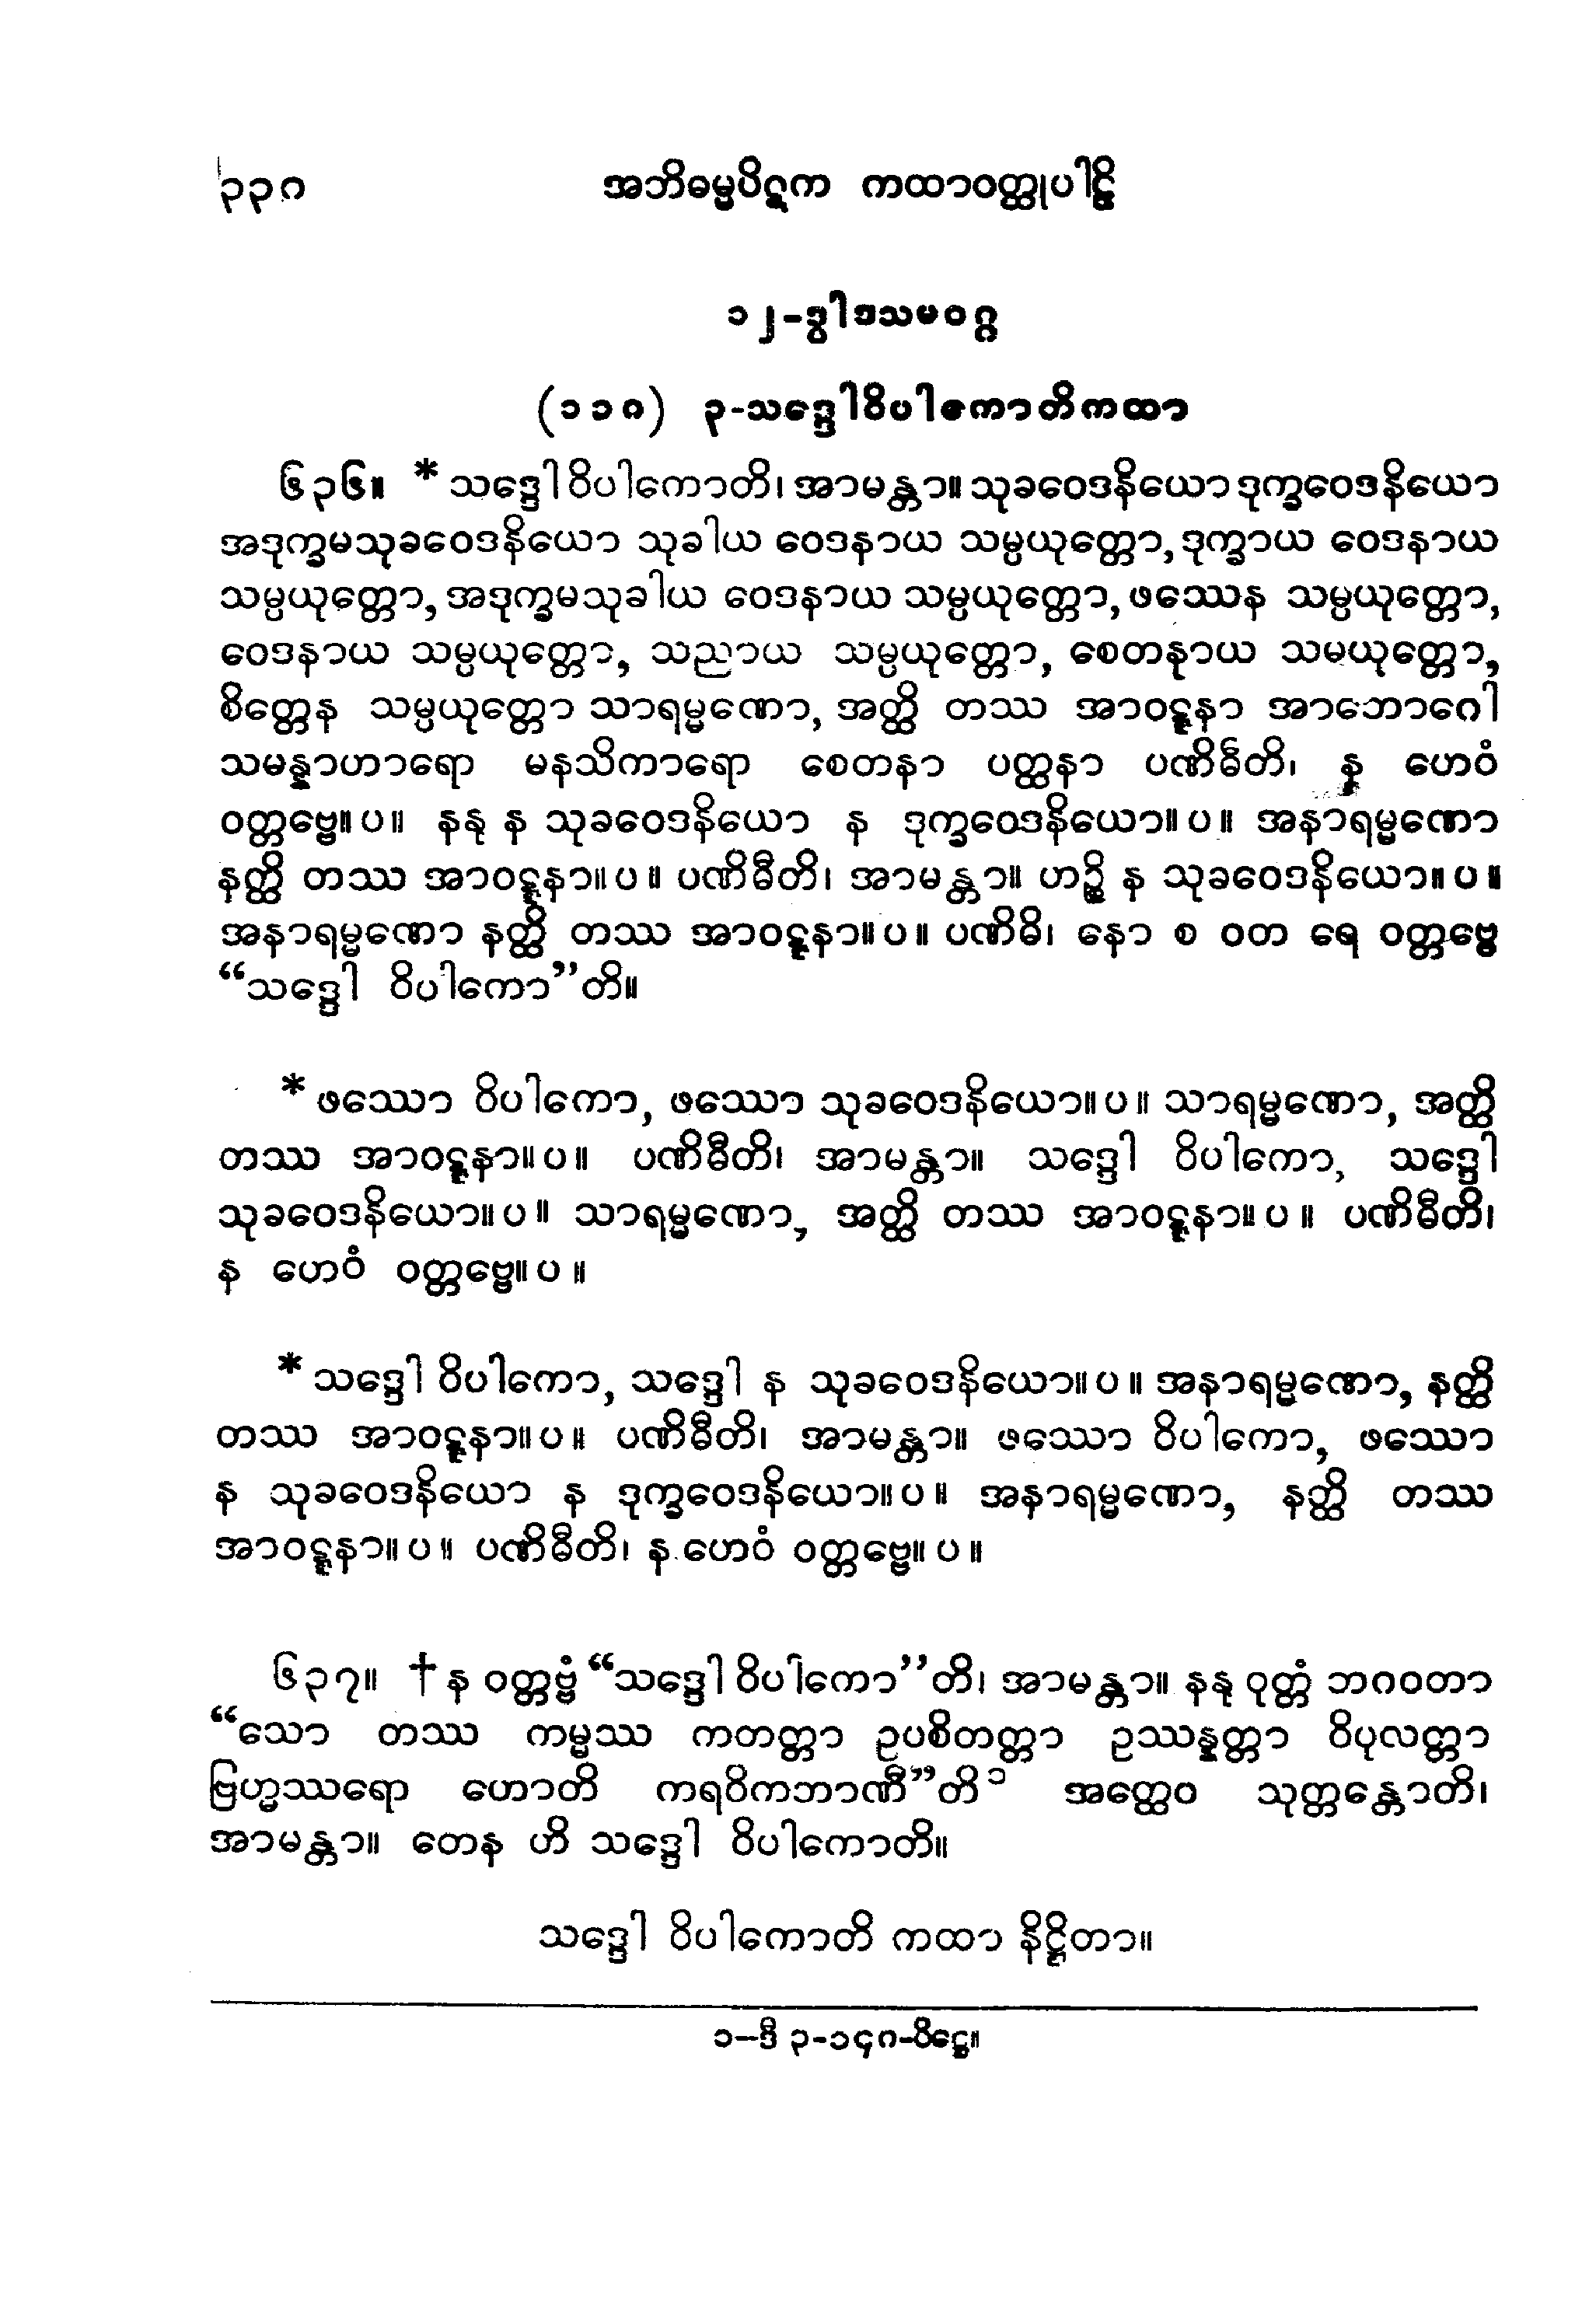 ၃၃၈ အဘိဓမ္မပိဋက ကထာဝတ္ထုပါဠိ
၁၂-ဒွါဒသမဝဂ္ဂ
(၁၁၈) ၃-သဒ္ဒေါဝိပါကောတိကထာ
၆၃၆။ * သဒ္ဒေါ ဝိပါကောတိ၊ အာမန္တာ။ သုခဝေဒနိယော ဒုက္ခဝေဒနိယော
အဒုက္ခမသုခဝေဒနိယော သုခါယ ဝေဒနာယ သမ္ပယုတ္တော, ဒုက္ခာယ ဝေဒနာယ
သမ္ပယုတ္တော, အဒုက္ခမသုခါယ ဝေဒနာယ သမ္ပယုတ္တော, ဖဿေန သမ္ပယုတ္တော,
ဝေဒနာယ သမ္ပယုတ္တော, သညာယ သမ္ပယုတ္တော, စေတနာယ သမ္ပယုတ္တော,
စိတ္တေန သမ္ပယုတ္တော သာရမ္မဏော, အတ္ထိ တဿ အာဝဋ္ဋနာ အာဘောဂေါ
သမန္နာဟာရော မနသိကာရော စေတနာ ပတ္ထနာ ပဏိဓီတိ၊ န ဟေဝံ
ဝတ္တဗ္ဗေ။ ပ။ နနု န သုခဝေဒနိယော န ဒုက္ခဝေဒနိယော။ ပ။ အနာရမ္မဏော
နတ္ထိ တဿ အာဝဋ္ဋနာ။ ပ။ ပဏိဓီတိ၊ အာမန္တာ။ ဟဉ္စိ န သုခဝေဒနိယော။ ပ။
အနာရမ္မဏော နတ္ထိ တဿ အာဝဋ္ဋနာ။ ပ။ ပဏိဓိ၊ နော စ ဝတ ရေ ဝတ္တဗ္ဗေ
“သဒ္ဒေါ ဝိပါကော”တိ။
* ဖဿော ဝိပါကော, ဖဿော သုခဝေဒနိယော။ ပ။ သာရမ္မဏော, အတ္ထိ
တဿ အာဝဋ္ဋနာ။ ပ။ ပဏိဓီတိ၊ အာမန္တာ။ သဒ္ဒေါ ဝိပါကော, သဒ္ဒေါ
သုခဝေဒနိယော။ ပ။ သာရမ္မဏော, အတ္ထိ တဿ အာဝဋ္ဋနာ။ ပ။ ပဏိဓီတိ၊
န ဟေဝံ ဝတ္တဗ္ဗေ။ ပ။
* သဒ္ဒေါ ဝိပါကော, သဒ္ဒေါ န သုခဝေဒနိယော။ ပ။ အနာရမ္မဏော, နတ္ထိ
တဿ အာဝဋ္ဋနာ။ ပ။ ပဏိဓီတိ၊ အာမန္တာ။ ဖဿော ဝိပါကော, ဖဿော
န သုခဝေဒနိယော န ဒုက္ခဝေဒနိယော။ ပ။ အနာရမ္မဏော, နတ္ထိ တဿ
အာဝဋ္ဋနာ။ ပ။ ပဏိဓီတိ၊ န ဟေဝံ ဝတ္တဗ္ဗေ။ ပ။
၆၃၇။ † န ဝတ္တဗ္ဗံ “သဒ္ဒေါ ဝိပါကော”တိ၊ အာမန္တာ။ နနု ဝုတ္တံ ဘဂဝတာ
“သော တဿ ကမ္မဿ ကတတ္တာ ဥပစိတတ္တာ ဥဿန္နတ္တာ ဝိပုလတ္တာ
ဗြဟ္မဿရော ဟောတိ ကရဝိကဘာဏီ”တိ ၁ အတ္ထေဝ သုတ္တန္တောတိ၊
အာမန္တာ။ တေန ဟိ သဒ္ဒေါ ဝိပါကောတိ။
သဒ္ဒေါ ဝိပါကောတိ ကထာ နိဋ္ဌိတာ။
၁—ဒီ ၃-၁၄၈-ပိဋ္ဌေ။